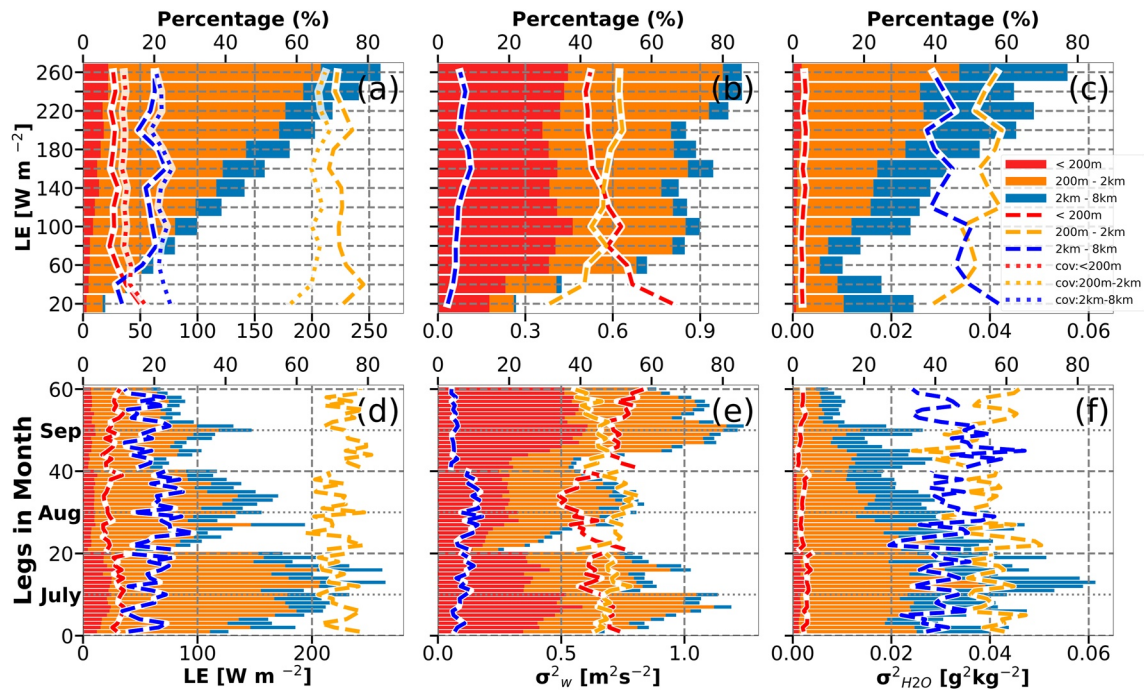 Percentage (%) Percentage (%) Percentage (%)
0 20 40 60 80 0 20 40 60 80 0 20 40 60 80
LE [W m ⁻²]
260
220
180
140
100
60
20
(a) (b) (c)
< 200m
200m - 2km
2km - 8km
< 200m
200m - 2km
2km - 8km
cov:<200m
cov:200m-2km
cov:2km-8km
0 50 100 150 200 250 0.0 0.3 0.6 0.9 0.00 0.02 0.04 0.06
0 20 40 60 80 0 20 40 60 80 0 20 40 60 80
Legs in Month
60
Sep
40
Aug
20
July
0
(d) (e) (f)
0 100 200 0.0 0.5 1.0 0.00 0.02 0.04 0.06
LE [W m ⁻²] σ²w [m²s⁻²] σ²H2O [g²kg⁻²]